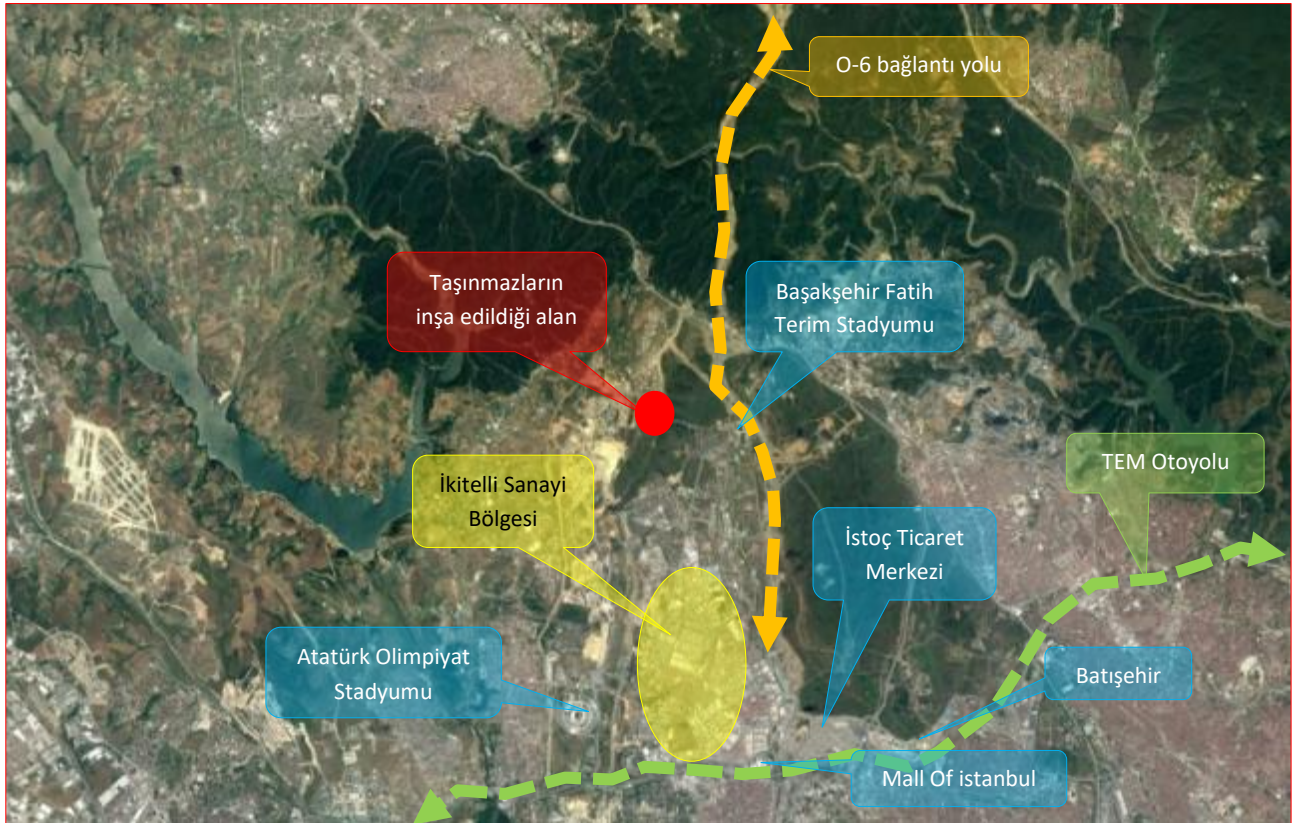 O-6 bağlantı yolu
Taşınmazların
inşa edildiği alan
Başakşehir Fatih
Terim Stadyumu
İkitelli Sanayi
Bölgesi
TEM Otoyolu
İstoç Ticaret
Merkezi
Atatürk Olimpiyat
Stadyumu
Batışehir
Mall Of istanbul